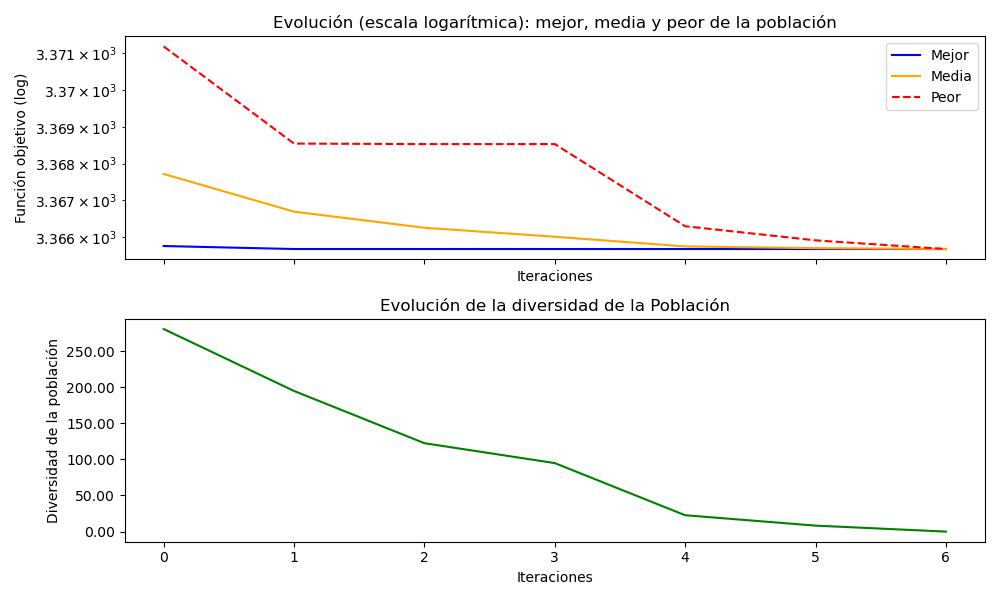 Evolución (escala logarítmica): mejor, media y peor de la población
Función objetivo (log)
3.371 × 10³
3.37 × 10³
3.369 × 10³
3.368 × 10³
3.367 × 10³
3.366 × 10³
Mejor
Media
Peor
Iteraciones
Evolución de la diversidad de la Población
Diversidad de la población
250.00
200.00
150.00
100.00
50.00
0.00
0 1 2 3 4 5 6
Iteraciones